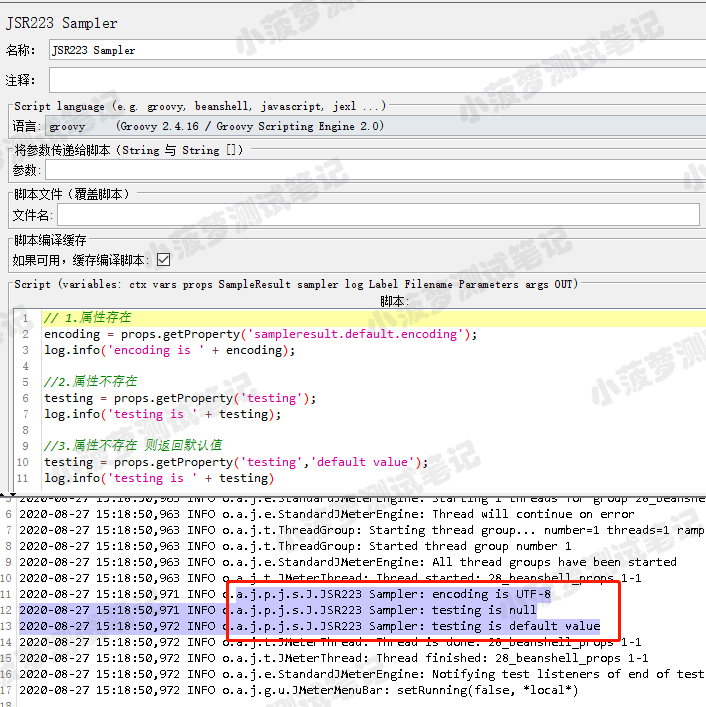 JSR223 Sampler
名称： JSR223 Sampler
注释：
Script language (e.g. groovy, beanshell, javascript, jexl ...)
语言: groovy (Groovy 2.4.16 / Groovy Scripting Engine 2.0)
将参数传递给脚本（String 与 String []）
参数:
脚本文件（覆盖脚本）
文件名:
脚本编译缓存
如果可用，缓存编译脚本:
Script (variables: ctx vars props SampleResult sampler log Label Filename Parameters args OUT)
脚本:
1 // 1.属性存在
2 encoding = props.getProperty('sampleresult.default.encoding');
3 log.info('encoding is ' + encoding);
4
5 //2.属性不存在
6 testing = props.getProperty('testing');
7 log.info('testing is ' + testing);
8
9 //3.属性不存在 则返回默认值
10 testing = props.getProperty('testing','default value');
11 log.info('testing is ' + testing)
5 2020-08-27 15:18:50,963 INFO o.a.j.e.StandardJMeterEngine: Starting 1 threads for group 28_beanshe
6 2020-08-27 15:18:50,963 INFO o.a.j.e.StandardJMeterEngine: Thread will continue on error
7 2020-08-27 15:18:50,963 INFO o.a.j.t.ThreadGroup: Starting thread group... number=1 threads=1 ramp
8 2020-08-27 15:18:50,963 INFO o.a.j.t.ThreadGroup: Started thread group number 1
9 2020-08-27 15:18:50,963 INFO o.a.j.e.StandardJMeterEngine: All thread groups have been started
10 2020-08-27 15:18:50,963 INFO o.a.j.t.JMeterThread: Thread started: 28_beanshell_props 1-1
11 2020-08-27 15:18:50,971 INFO o.a.j.p.j.s.J.JSR223 Sampler: encoding is UTF-8
12 2020-08-27 15:18:50,971 INFO o.a.j.p.j.s.J.JSR223 Sampler: testing is null
13 2020-08-27 15:18:50,972 INFO o.a.j.p.j.s.J.JSR223 Sampler: testing is default value
14 2020-08-27 15:18:50,972 INFO o.a.j.t.JMeterThread: Thread is done: 28_beanshell_props 1-1
15 2020-08-27 15:18:50,972 INFO o.a.j.t.JMeterThread: Thread finished: 28_beanshell_props 1-1
16 2020-08-27 15:18:50,972 INFO o.a.j.e.StandardJMeterEngine: Notifying test listeners of end of test
17 2020-08-27 15:18:50,972 INFO o.a.j.g.u.JMeterMenuBar: setRunning(false, *local*)
18
小菠萝测试笔记